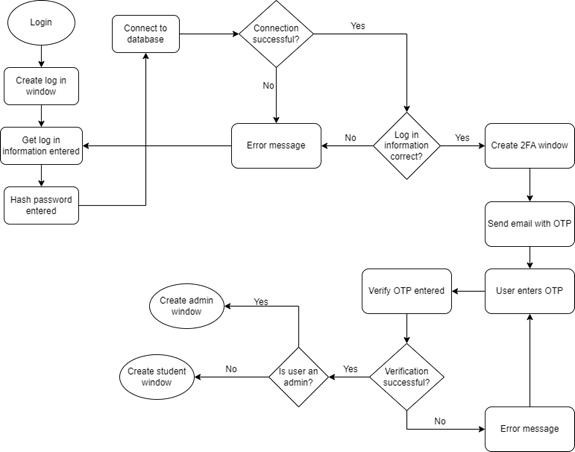 Login
Create log in
window
Get log in
information entered
Hash password
entered
Connect to
database
Connection
successful?
Yes
No
Error message
No
Log in
information
correct?
Yes
Create 2FA window
Send email with OTP
User enters OTP
Verify OTP entered
Verification
successful?
No
Error message
Yes
Is user an
admin?
Yes
Create admin
window
No
Create student
window